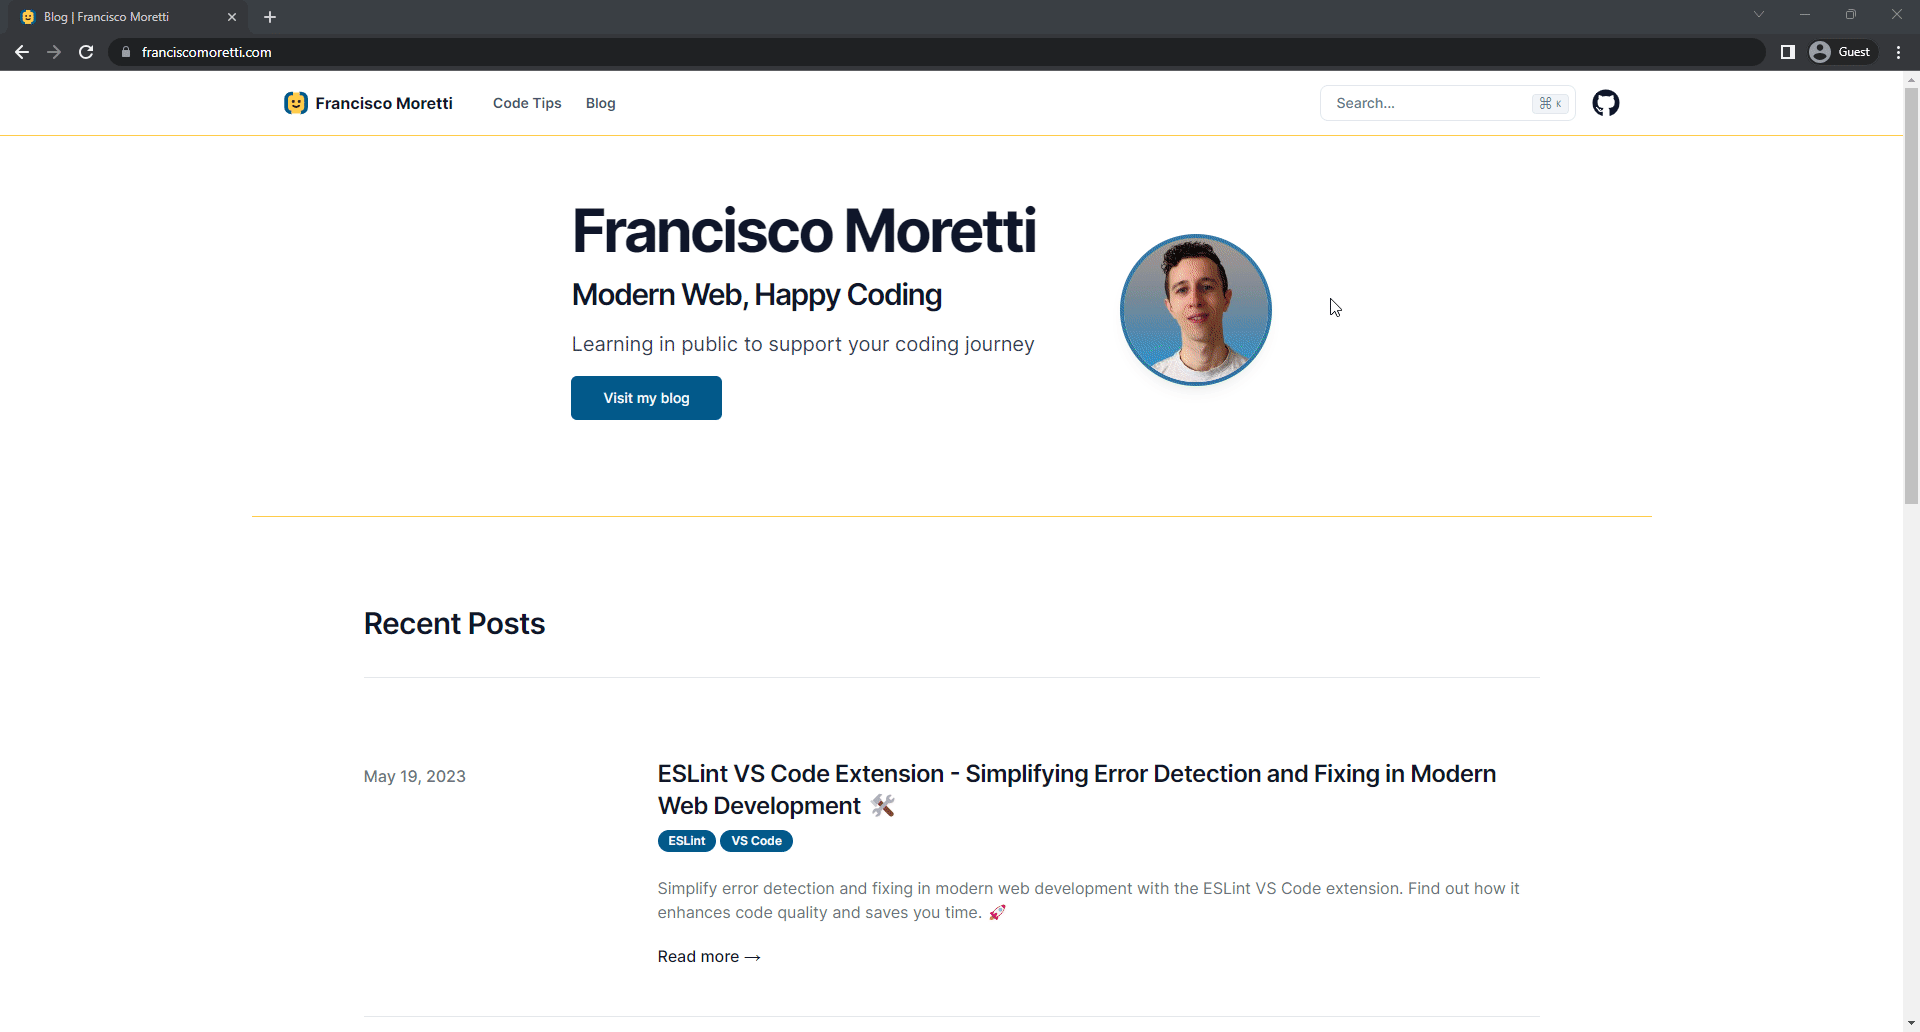 Blog | Francisco Moretti
franciscomoretti.com
Guest
Francisco Moretti
Code Tips
Blog
Search...
⌘ K
Francisco Moretti
Modern Web, Happy Coding
Learning in public to support your coding journey
Visit my blog
Recent Posts
May 19, 2023
ESLint VS Code Extension - Simplifying Error Detection and Fixing in Modern
Web Development 🛠️
ESLint
VS Code
Simplify error detection and fixing in modern web development with the ESLint VS Code extension. Find out how it
enhances code quality and saves you time. 🚀
Read more →